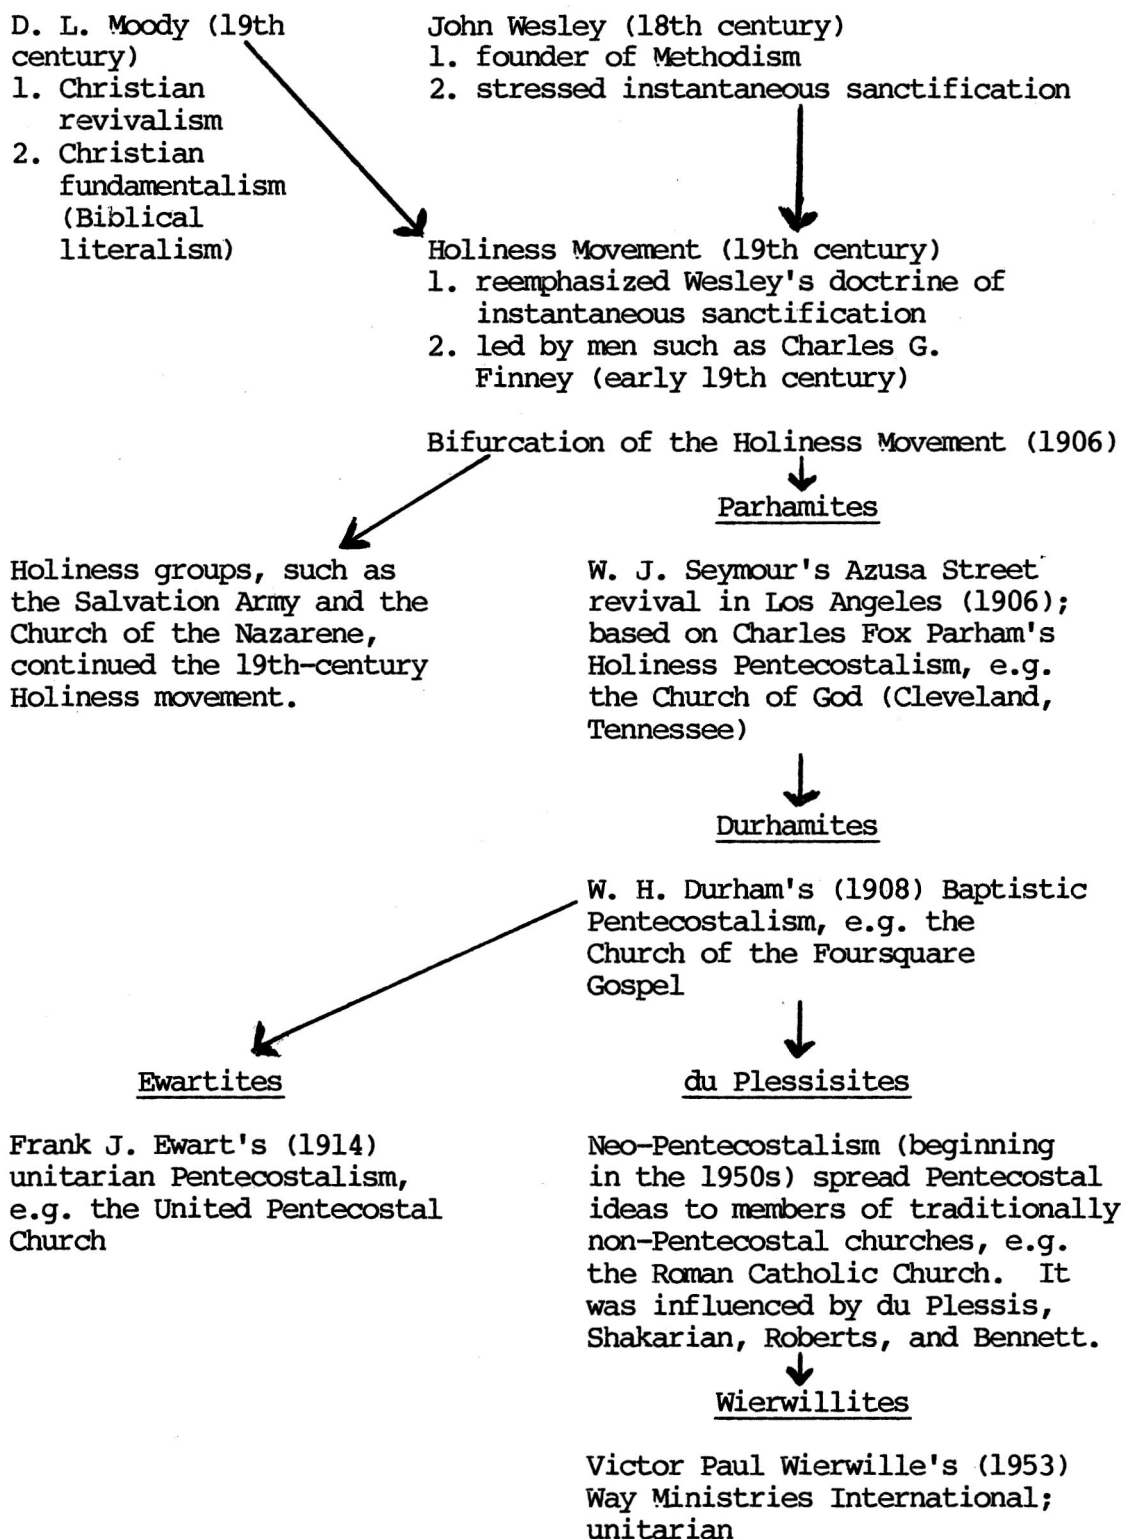 D. L. Moody (19th
century)
1. Christian
revivalism
2. Christian
fundamentalism
(Biblical
literalism)
John Wesley (18th century)
1. founder of Methodism
2. stressed instantaneous sanctification
Holiness Movement (19th century)
1. reemphasized Wesley's doctrine of
instantaneous sanctification
2. led by men such as Charles G.
Finney (early 19th century)
Bifurcation of the Holiness Movement (1906)
Parhamites
Holiness groups, such as
the Salvation Army and the
Church of the Nazarene,
continued the 19th-century
Holiness movement.
W. J. Seymour's Azusa Street
revival in Los Angeles (1906);
based on Charles Fox Parham's
Holiness Pentecostalism, e.g.
the Church of God (Cleveland,
Tennessee)
Durhamites
W. H. Durham's (1908) Baptistic
Pentecostalism, e.g. the
Church of the Foursquare
Gospel
Ewartites
Frank J. Ewart's (1914)
unitarian Pentecostalism,
e.g. the United Pentecostal
Church
du Plessisites
Neo-Pentecostalism (beginning
in the 1950s) spread Pentecostal
ideas to members of traditionally
non-Pentecostal churches, e.g.
the Roman Catholic Church. It
was influenced by du Plessis,
Shakarian, Roberts, and Bennett.
Wierwillites
Victor Paul Wierwille's (1953)
Way Ministries International;
unitarian